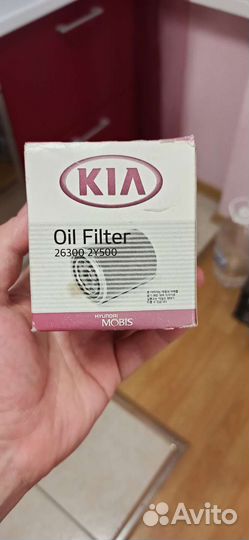 KIA
Oil Filter
26300 2Y500
HYUNDAI
MOBIS
Avito